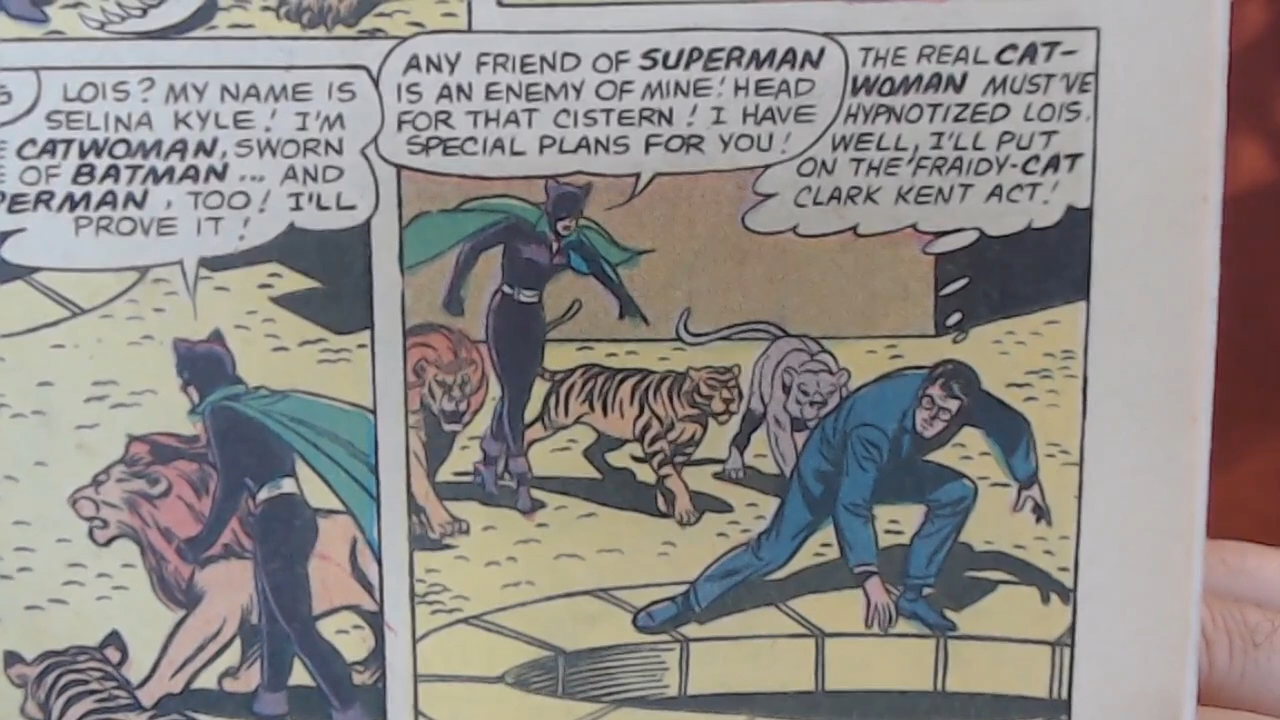 LOIS? MY NAME IS
SELINA KYLE! I'M
CATWOMAN, SWORN
OF BATMAN... AND
ERMAN, TOO! I'LL
PROVE IT!
ANY FRIEND OF SUPERMAN
IS AN ENEMY OF MINE! HEAD
FOR THAT CISTERN! I HAVE
SPECIAL PLANS FOR YOU!
THE REAL CAT-
WOMAN MUST'VE
HYPNOTIZED LOIS.
WELL, I'LL PUT
ON THE 'FRAIDY-CAT
CLARK KENT ACT!